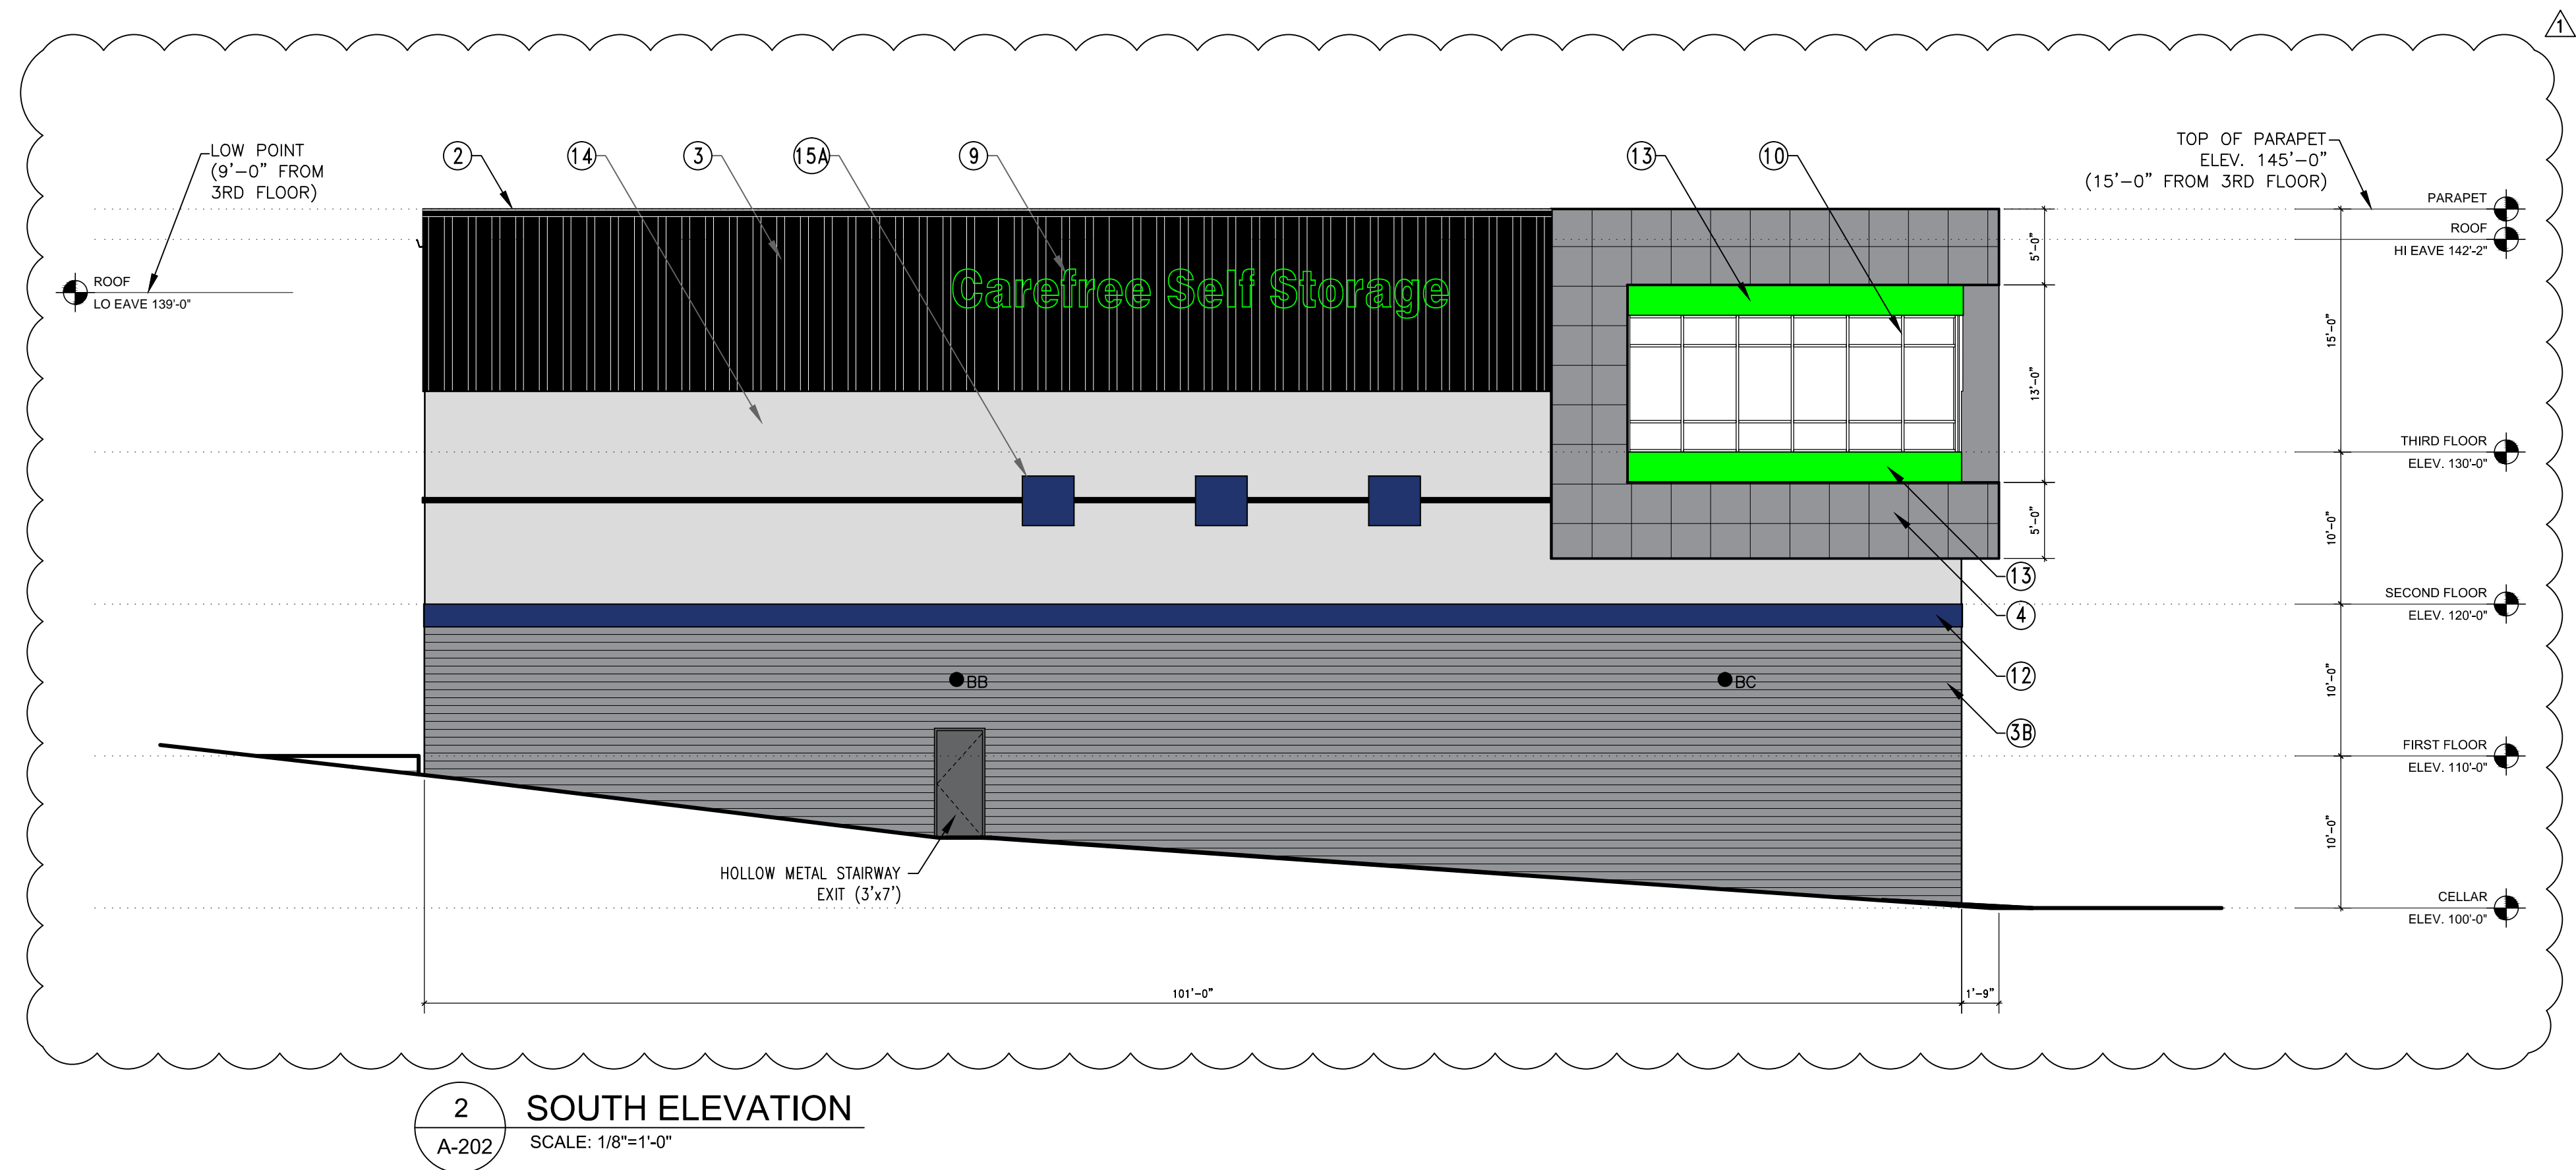 1
LOW POINT
(9'-0" FROM
3RD FLOOR)
2
14
3
15A
9
13
10
TOP OF PARAPET
ELEV. 145'-0"
(15'-0" FROM 3RD FLOOR)
PARAPET
ROOF
HI EAVE 142'-2"
ROOF
LO EAVE 139'-0"
Carefree Self Storage
5'-0"
15'-0"
13'-0"
THIRD FLOOR
ELEV. 130'-0"
5'-0"
10'-0"
13
4
SECOND FLOOR
ELEV. 120'-0"
12
BB
BC
10'-0"
3B
FIRST FLOOR
ELEV. 110'-0"
10'-0"
HOLLOW METAL STAIRWAY
EXIT (3'x7')
CELLAR
ELEV. 100'-0"
101'-0"
1'-9"
2
A-202
SOUTH ELEVATION
SCALE: 1/8"=1'-0"